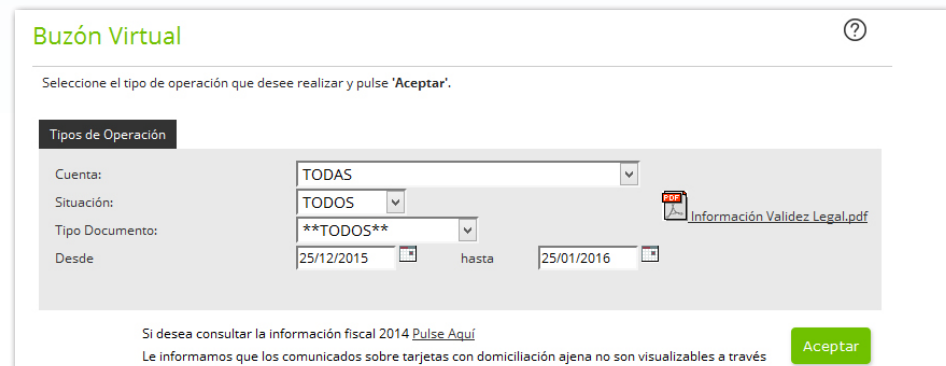 Buzón Virtual
Seleccione el tipo de operación que desee realizar y pulse 'Aceptar'.
Tipos de Operación
Cuenta: TODAS
Situación: TODOS
PDF Información Validez Legal.pdf
Tipo Documento: **TODOS**
Desde 25/12/2015 hasta 25/01/2016
Si desea consultar la información fiscal 2014 Pulse Aquí
Aceptar
Le informamos que los comunicados sobre tarjetas con domiciliación ajena no son visualizables a través